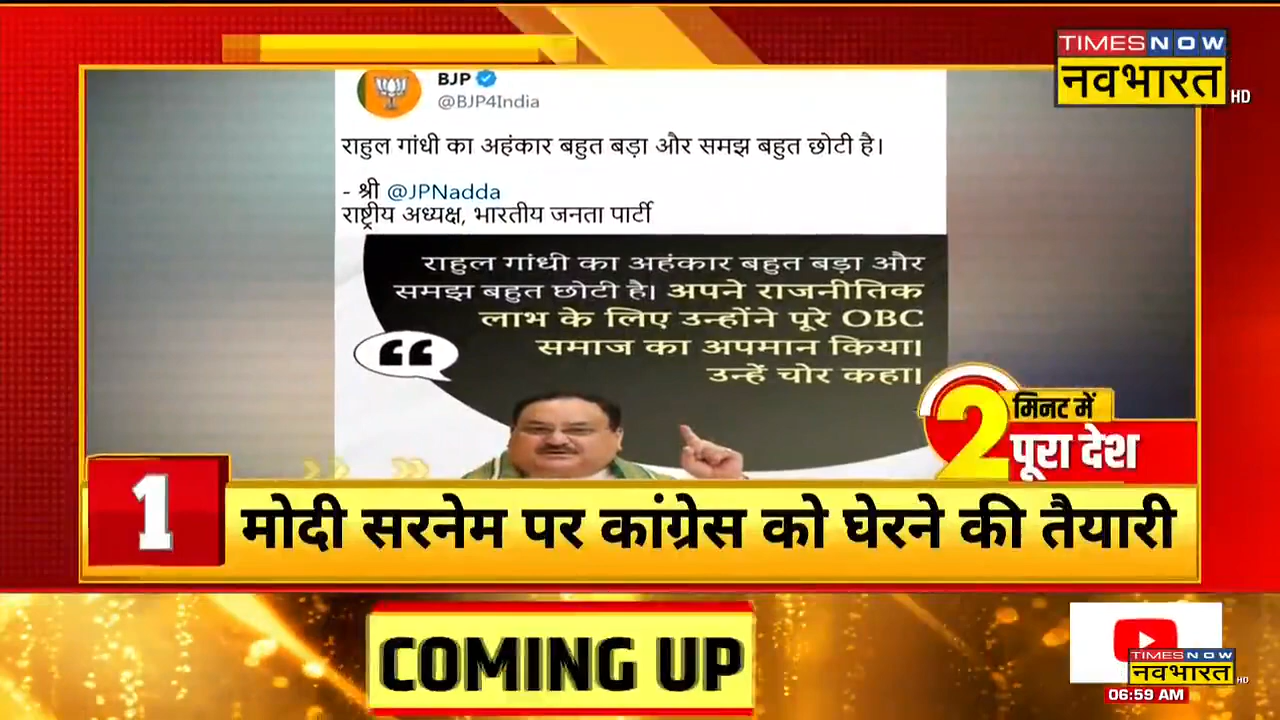 TIMES NOW
नवभारत
HD
BJP
@BJP4India
राहुल गांधी का अहंकार बहुत बड़ा और समझ बहुत छोटी है।
- श्री @JPNadda
राष्ट्रीय अध्यक्ष, भारतीय जनता पार्टी
राहुल गांधी का अहंकार बहुत बड़ा और
समझ बहुत छोटी है। अपने राजनीतिक
लाभ के लिए उन्होंने पूरे OBC
समाज का अपमान किया।
उन्हें चोर कहा।
2 मिनट में
पूरा देश
1
मोदी सरनेम पर कांग्रेस को घेरने की तैयारी
COMING UP
TIMES NOW
नवभारत
HD
06:59 AM